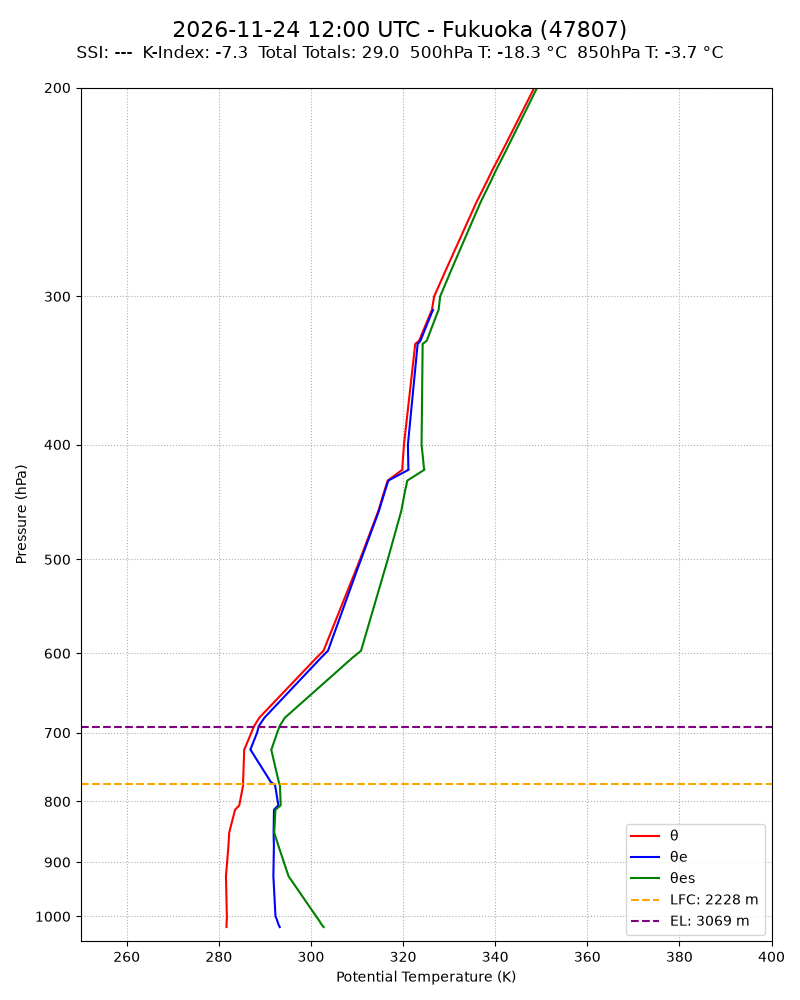 2026-11-24 12:00 UTC - Fukuoka (47807)
SSI: ---  K-Index: -7.3  Total Totals: 29.0  500hPa T: -18.3 °C  850hPa T: -3.7 °C
200
300
400
500
600
700
800
900
1000
Pressure (hPa)
θ
θe
θes
LFC: 2228 m
EL: 3069 m
260
280
300
320
340
360
380
400
Potential Temperature (K)